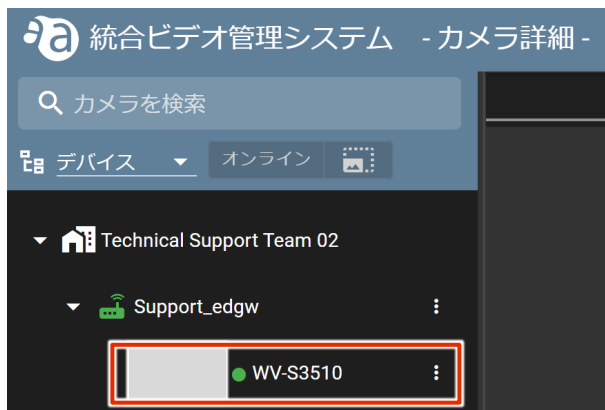 統合ビデオ管理システム - カメラ詳細 -
カメラを検索
デバイス オンライン
Technical Support Team 02
Support_edgw
WV-S3510